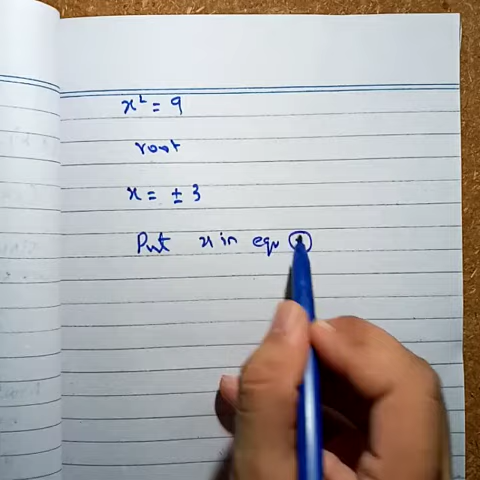 x² = 9
root
x = ± 3
Put x in eqn